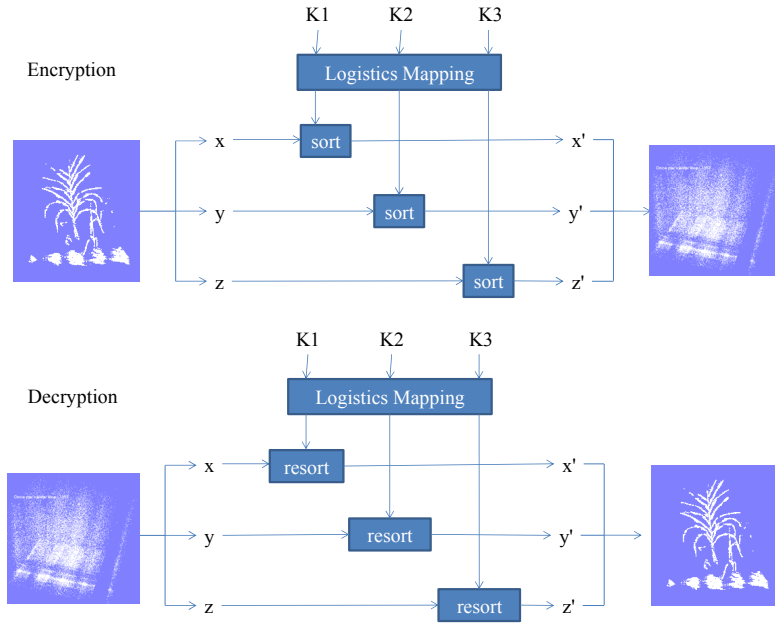 K1 K2 K3
Encryption
Logistics Mapping
x sort x'
y sort y'
z sort z'
K1 K2 K3
Decryption
Logistics Mapping
x resort x'
y resort y'
z resort z'